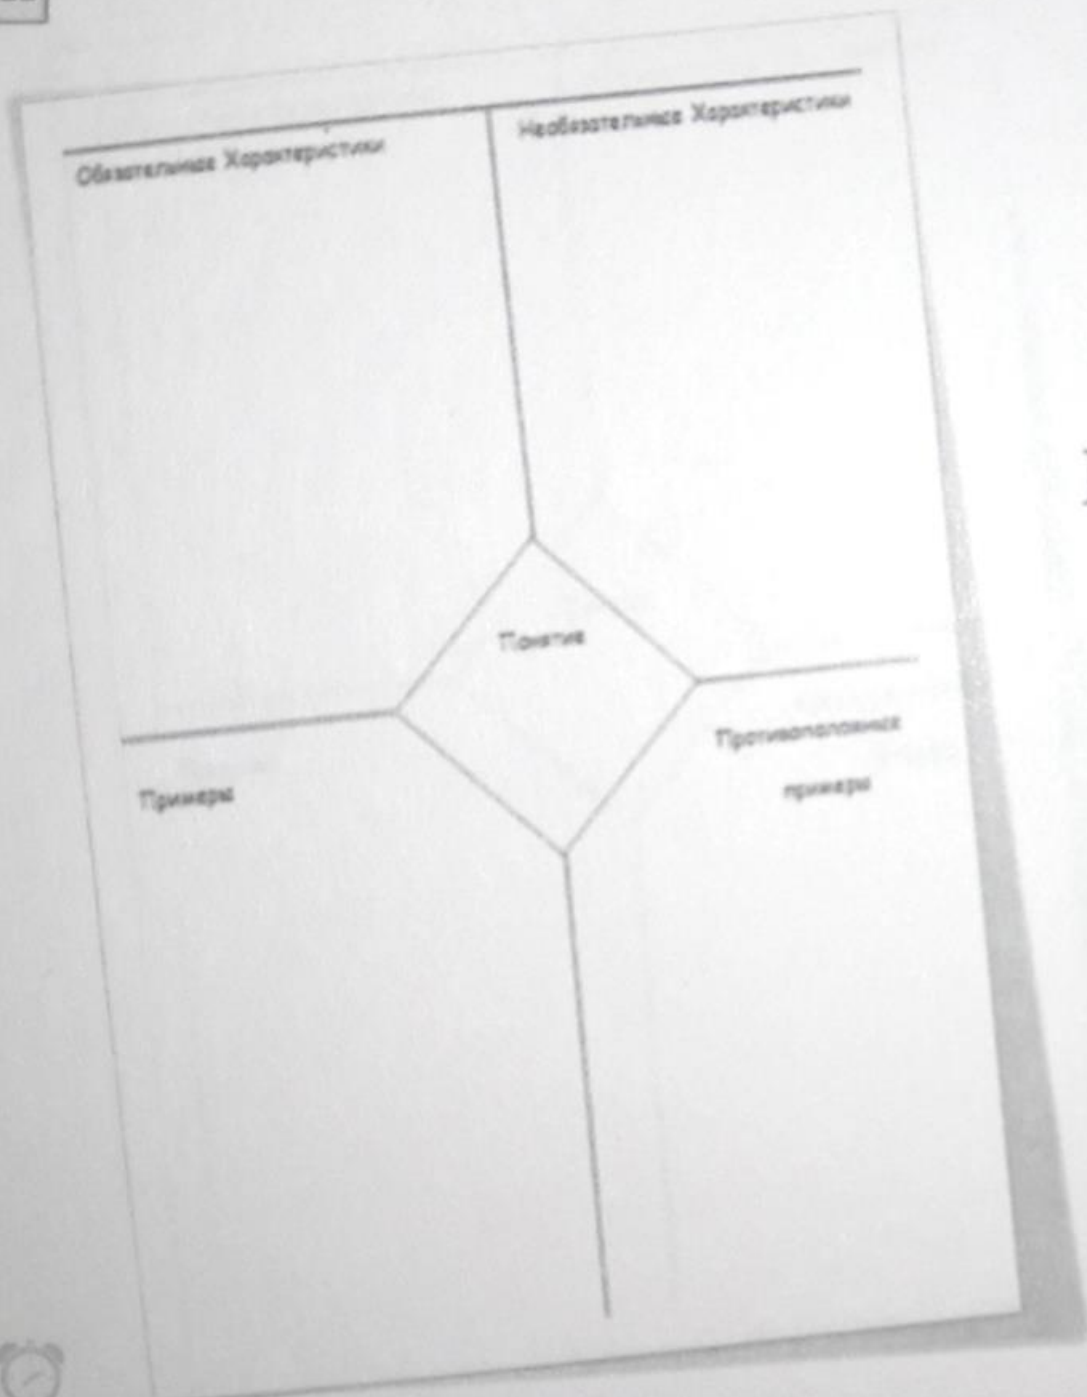 Обязательные Характеристики
Необязательные Характеристики
Понятие
Примеры
Противоположные
примеры